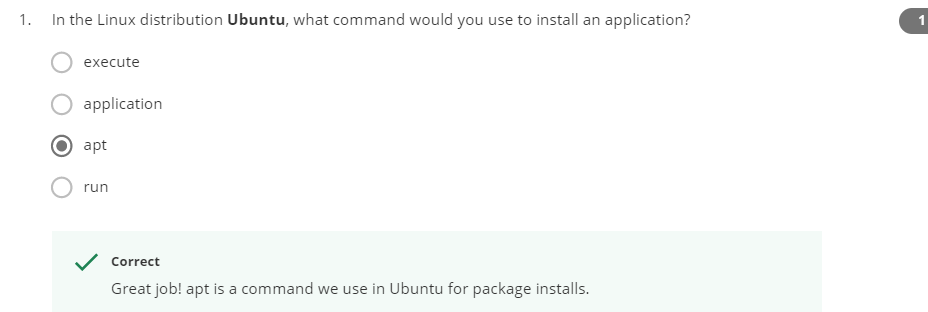 1. In the Linux distribution Ubuntu, what command would you use to install an application?
1
execute
application
apt
run
Correct
Great job! apt is a command we use in Ubuntu for package installs.